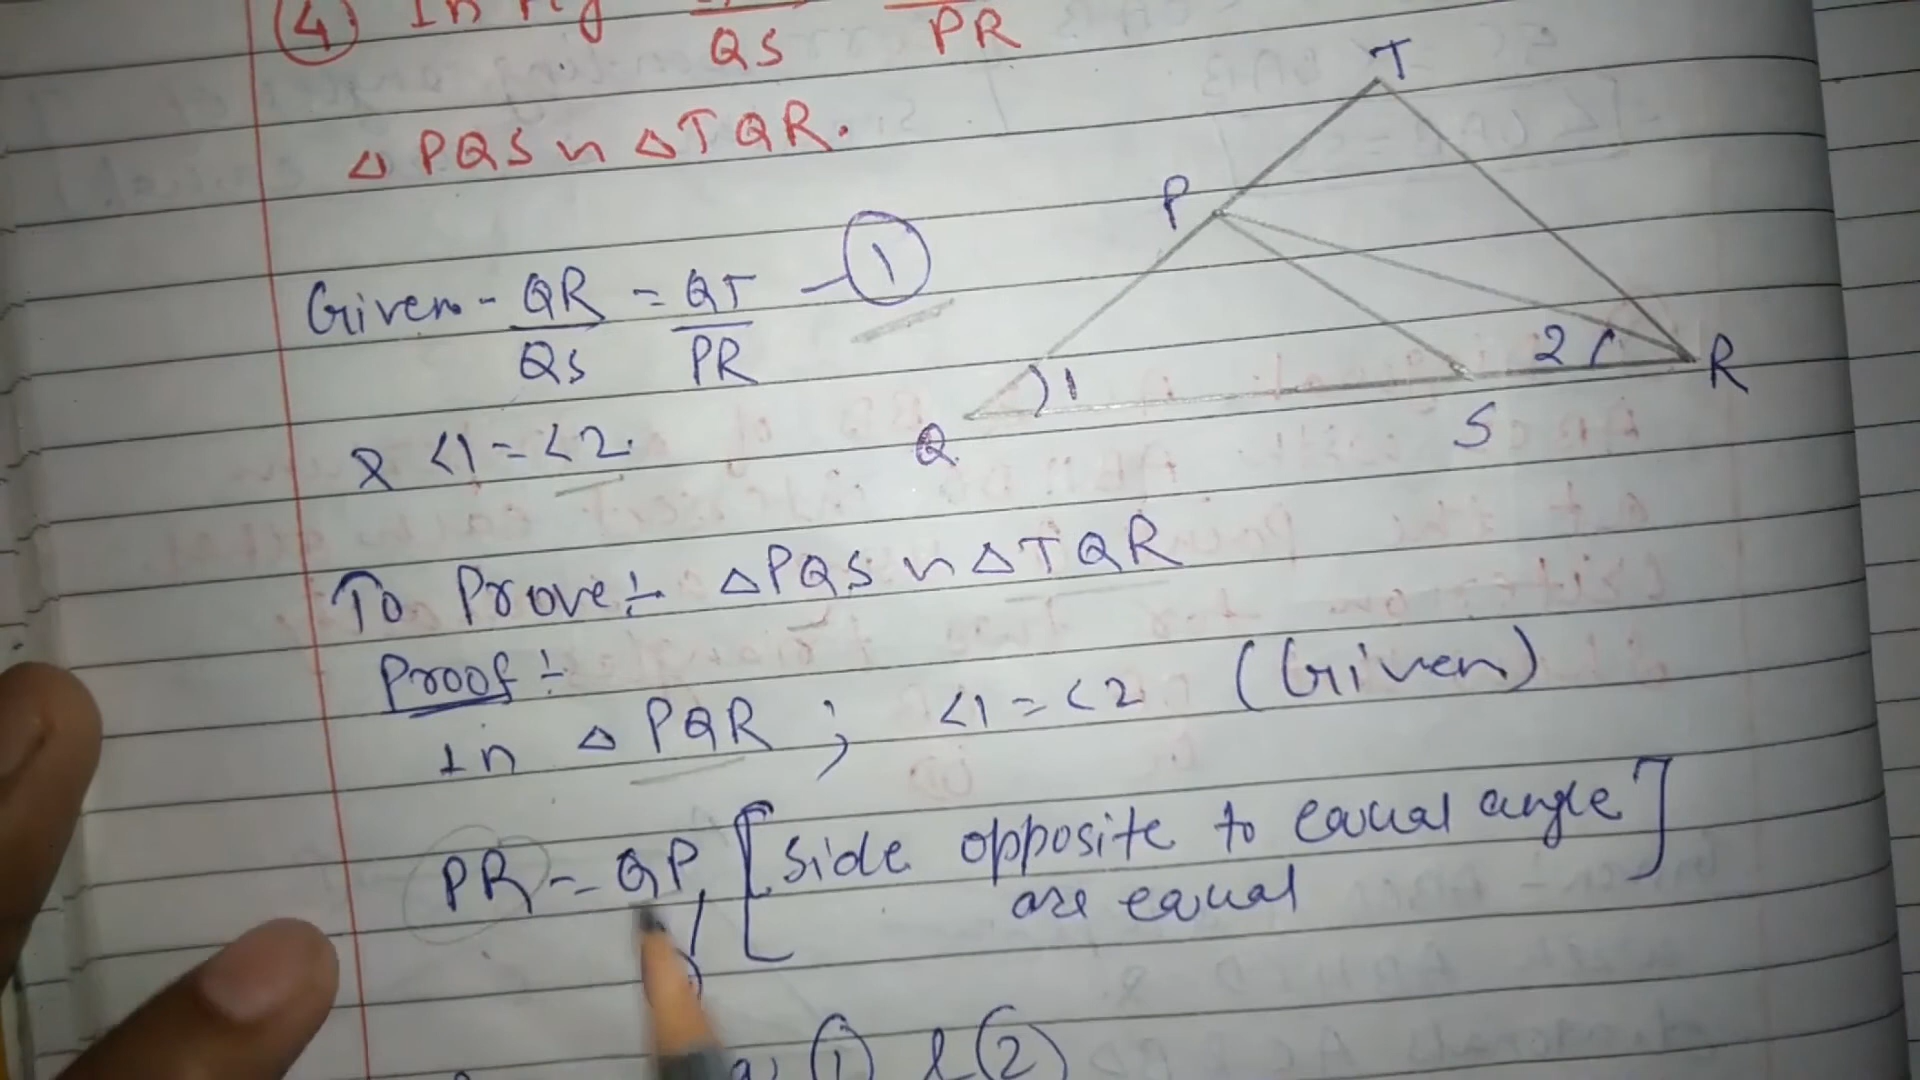 ④ In Fig
QS PR
△ PQS ~ △TQR.
Given - QR/QS = QT/PR - ①
& ∠1 = ∠2.
To Prove :- △PQS ~ △TQR
Proof :-
In △ PQR ; ∠1 = ∠2 (Given)
PR = QP, [Side opposite to equal angle
are equal]
① & ②
T
P
1
2
R
Q
S